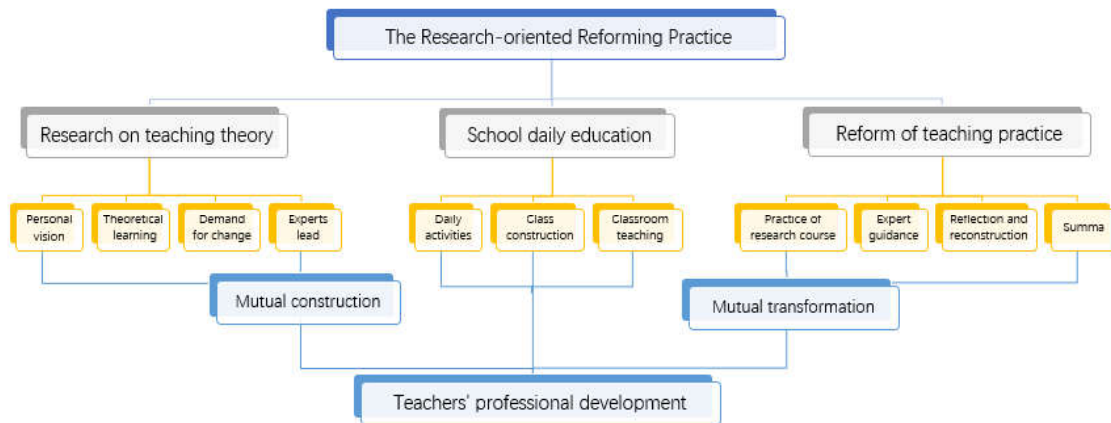 The Research-oriented Reforming Practice
Research on teaching theory
School daily education
Reform of teaching practice
Personal
vision
Theoretical
learning
Demand
for change
Experts
lead
Daily
activities
Class
construction
Classroom
teaching
Practice of
research course
Expert
guidance
Reflection and
reconstruction
Summa
Mutual construction
Mutual transformation
Teachers' professional development